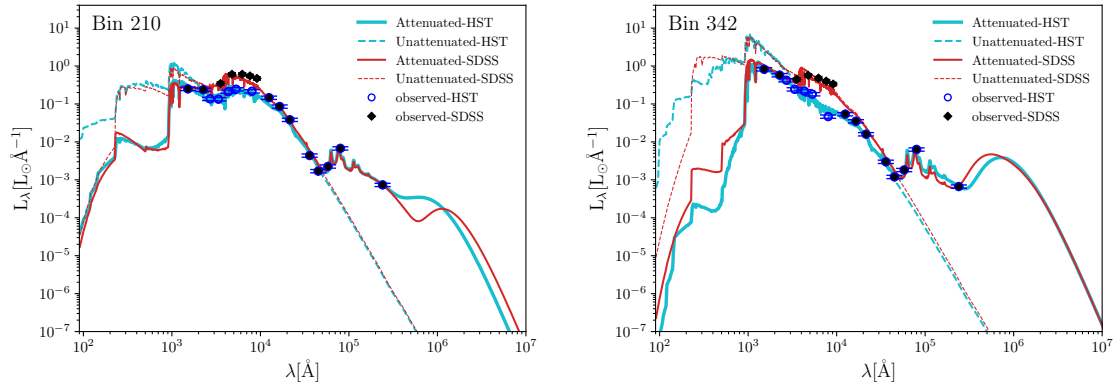 Bin 210
Attenuated-HST
Unattenuated-HST
Attenuated-SDSS
Unattenuated-SDSS
observed-HST
observed-SDSS
10^1
10^0
10^-1
10^-2
10^-3
10^-4
10^-5
10^-6
10^-7
L_λ[L_⊙Å^-1]
10^2 10^3 10^4 10^5 10^6 10^7
λ[Å]
Bin 342
Attenuated-HST
Unattenuated-HST
Attenuated-SDSS
Unattenuated-SDSS
observed-HST
observed-SDSS
10^1
10^0
10^-1
10^-2
10^-3
10^-4
10^-5
10^-6
10^-7
L_λ[L_⊙Å^-1]
10^2 10^3 10^4 10^5 10^6 10^7
λ[Å]